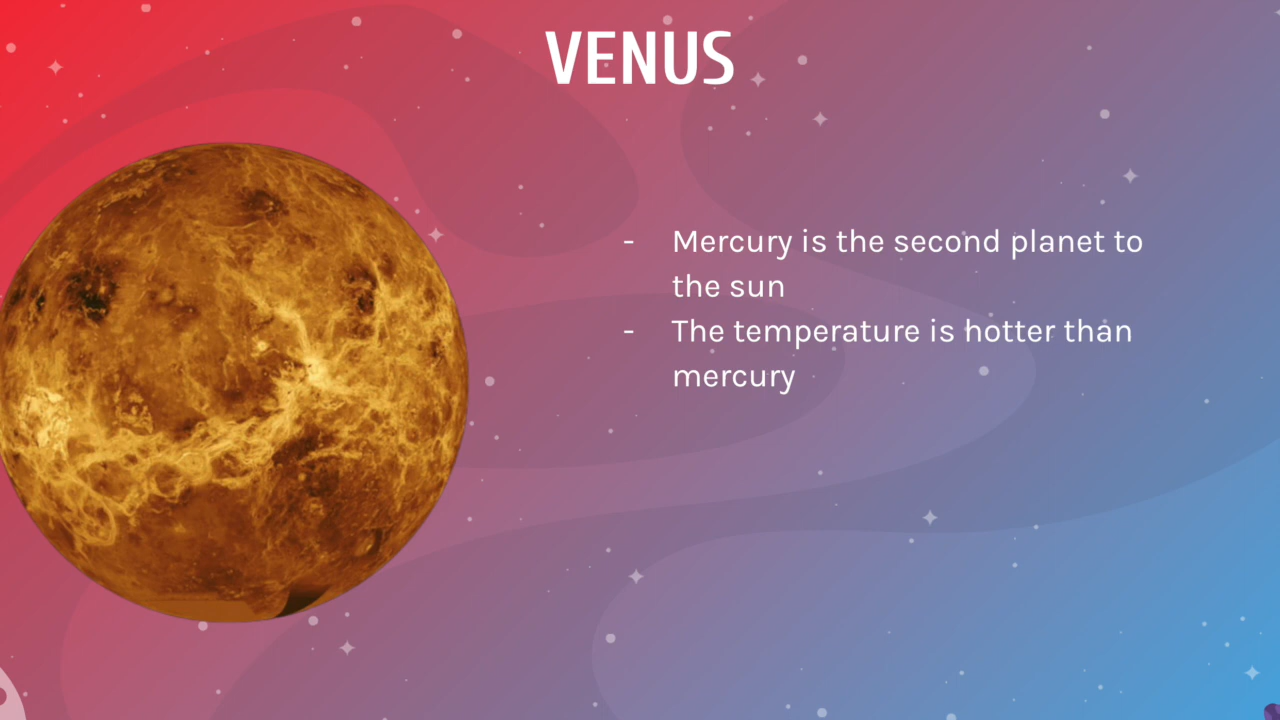 VENUS
- Mercury is the second planet to
the sun
- The temperature is hotter than
mercury